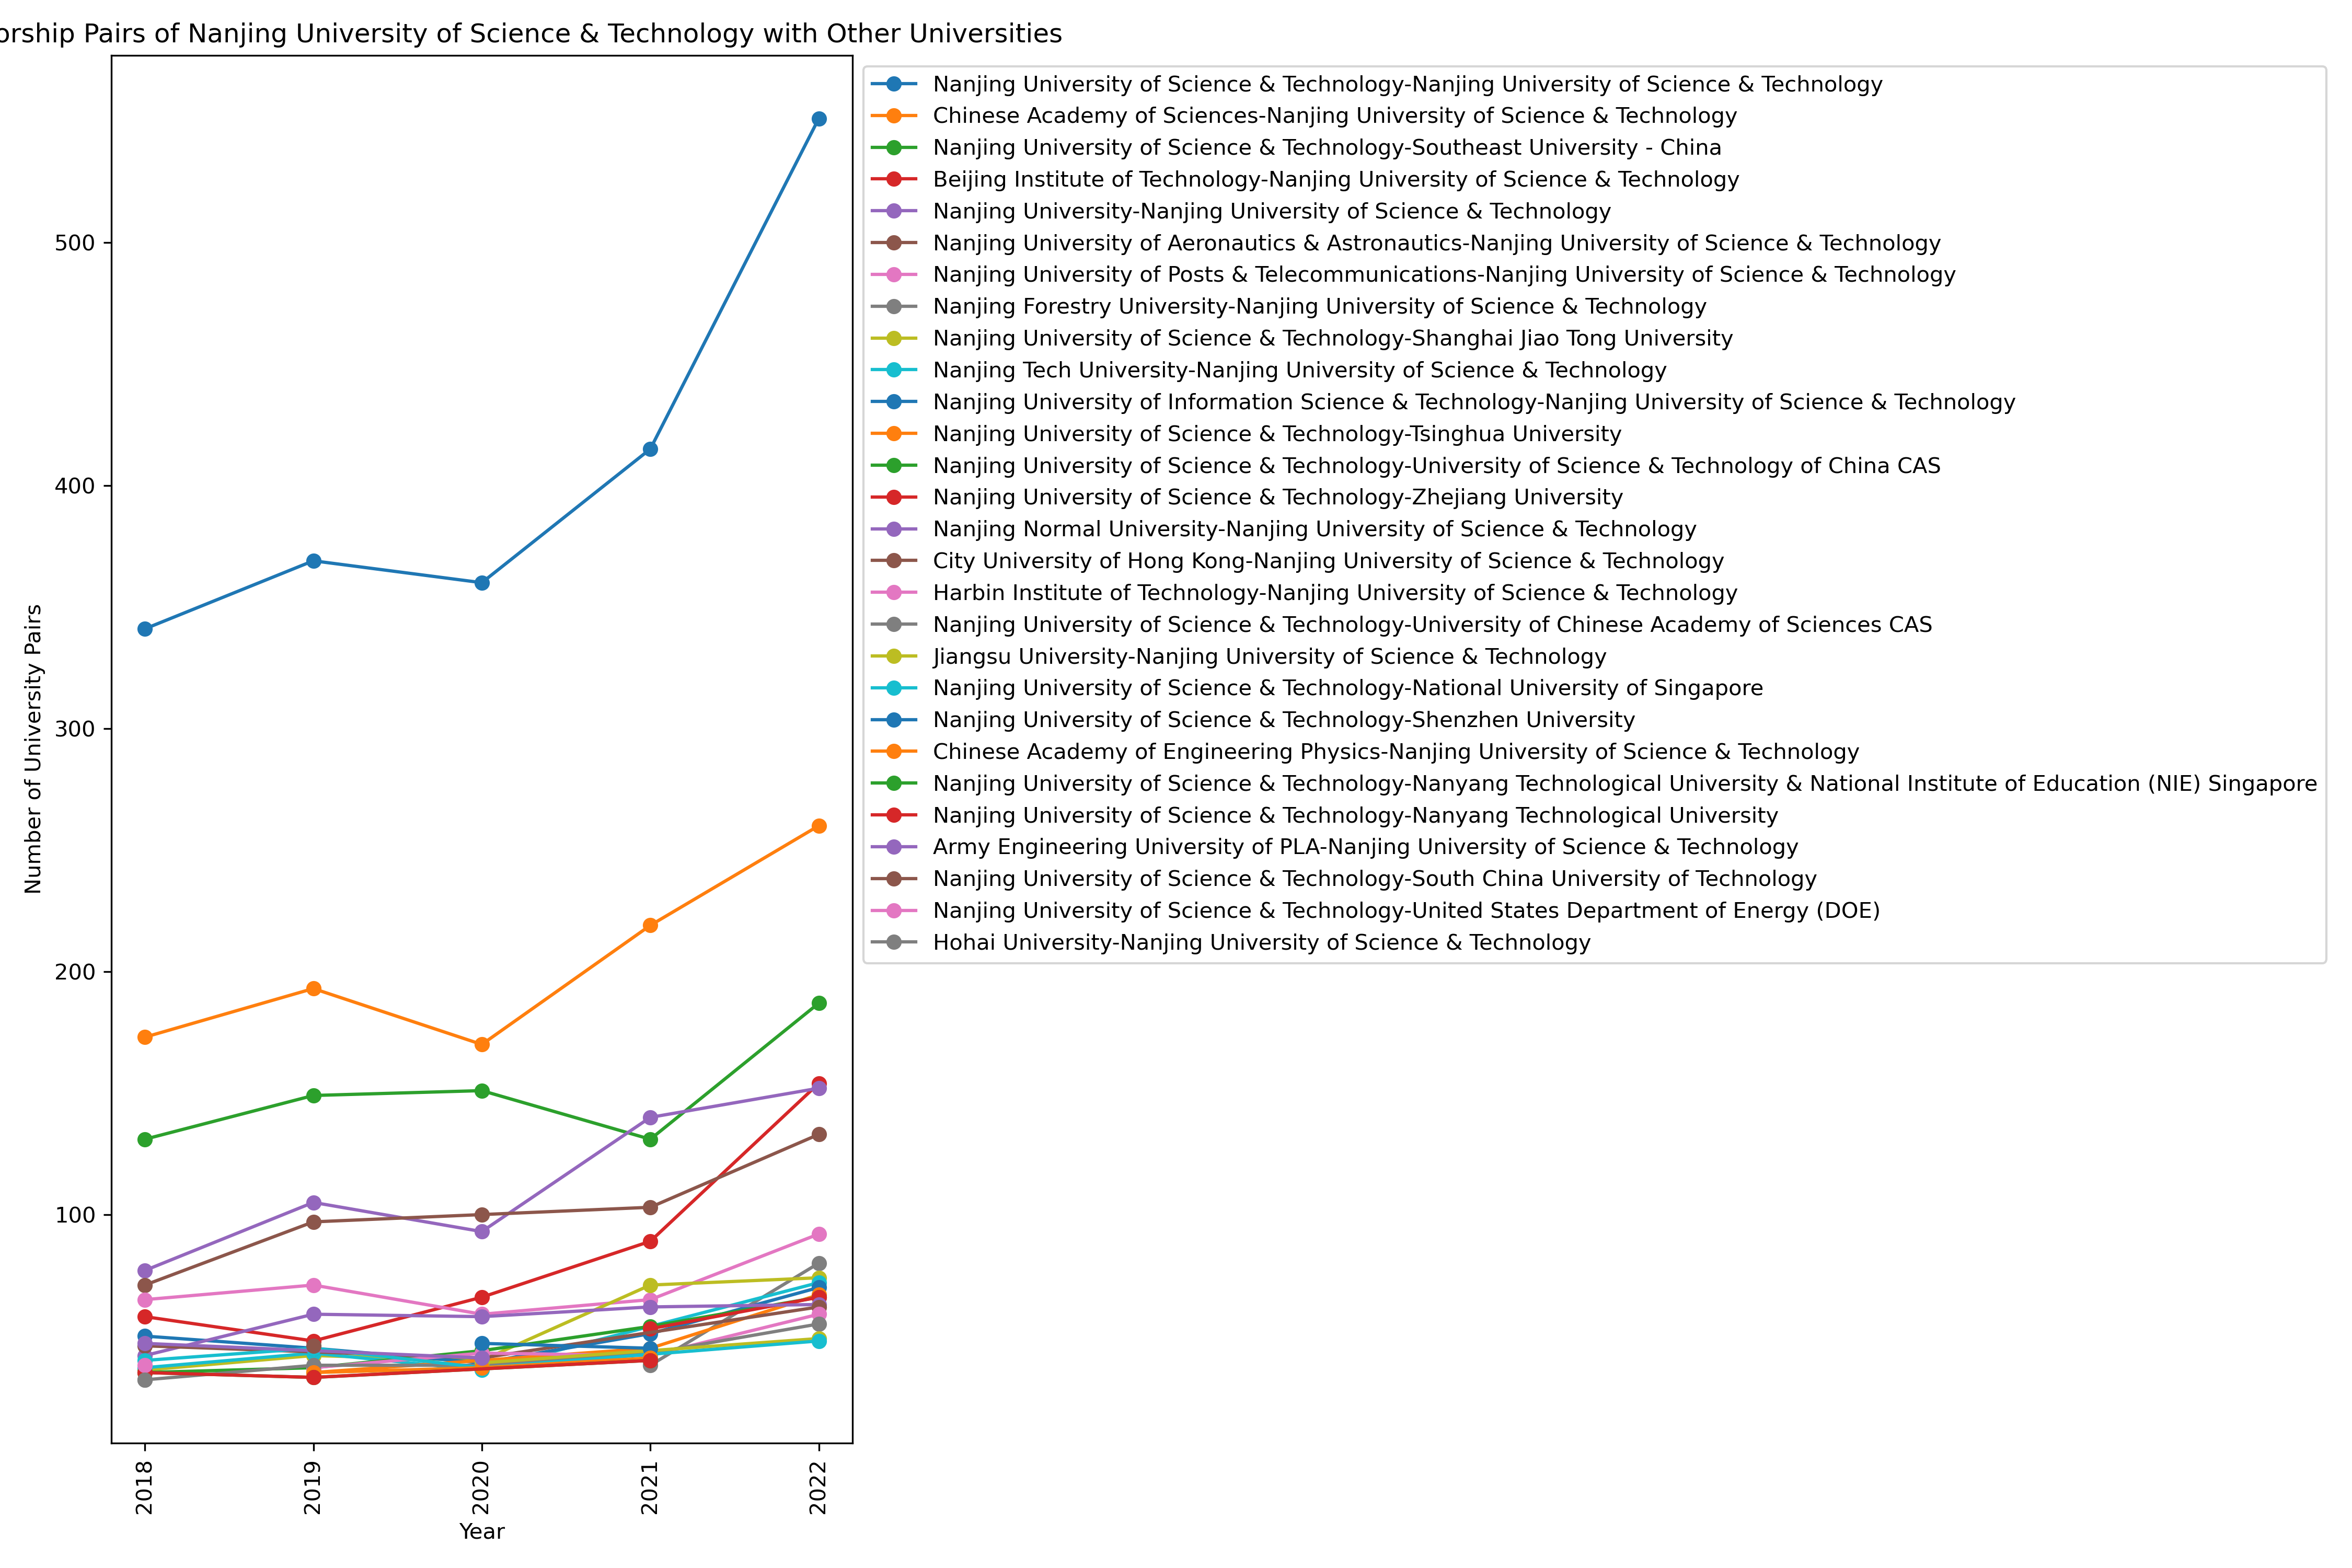 Pairs of Nanjing University of Science & Technology with Other Universities
Number of University Pairs
500
400
300
200
100
2018
2019
2020
2021
2022
Year
Nanjing University of Science & Technology-Nanjing University of Science & Technology
Chinese Academy of Sciences-Nanjing University of Science & Technology
Nanjing University of Science & Technology-Southeast University - China
Beijing Institute of Technology-Nanjing University of Science & Technology
Nanjing University-Nanjing University of Science & Technology
Nanjing University of Aeronautics & Astronautics-Nanjing University of Science & Technology
Nanjing University of Posts & Telecommunications-Nanjing University of Science & Technology
Nanjing Forestry University-Nanjing University of Science & Technology
Nanjing University of Science & Technology-Shanghai Jiao Tong University
Nanjing Tech University-Nanjing University of Science & Technology
Nanjing University of Information Science & Technology-Nanjing University of Science & Technology
Nanjing University of Science & Technology-Tsinghua University
Nanjing University of Science & Technology-University of Science & Technology of China CAS
Nanjing University of Science & Technology-Zhejiang University
Nanjing Normal University-Nanjing University of Science & Technology
City University of Hong Kong-Nanjing University of Science & Technology
Harbin Institute of Technology-Nanjing University of Science & Technology
Nanjing University of Science & Technology-University of Chinese Academy of Sciences CAS
Jiangsu University-Nanjing University of Science & Technology
Nanjing University of Science & Technology-National University of Singapore
Nanjing University of Science & Technology-Shenzhen University
Chinese Academy of Engineering Physics-Nanjing University of Science & Technology
Nanjing University of Science & Technology-Nanyang Technological University & National Institute of Education (NIE) Singapore
Nanjing University of Science & Technology-Nanyang Technological University
Army Engineering University of PLA-Nanjing University of Science & Technology
Nanjing University of Science & Technology-South China University of Technology
Nanjing University of Science & Technology-United States Department of Energy (DOE)
Hohai University-Nanjing University of Science & Technology